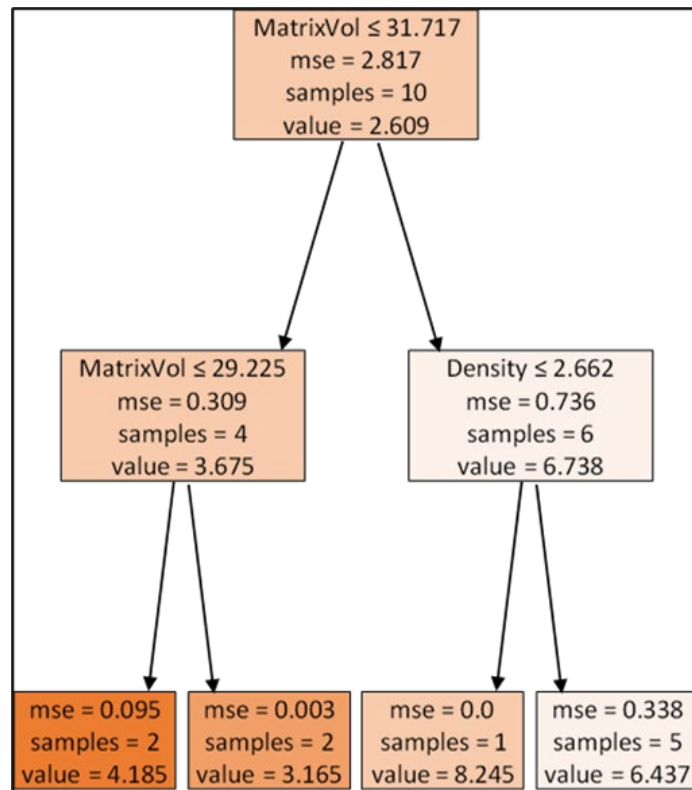 MatrixVol ≤ 31.717
mse = 2.817
samples = 10
value = 2.609
MatrixVol ≤ 29.225
mse = 0.309
samples = 4
value = 3.675
Density ≤ 2.662
mse = 0.736
samples = 6
value = 6.738
mse = 0.095
samples = 2
value = 4.185
mse = 0.003
samples = 2
value = 3.165
mse = 0.0
samples = 1
value = 8.245
mse = 0.338
samples = 5
value = 6.437